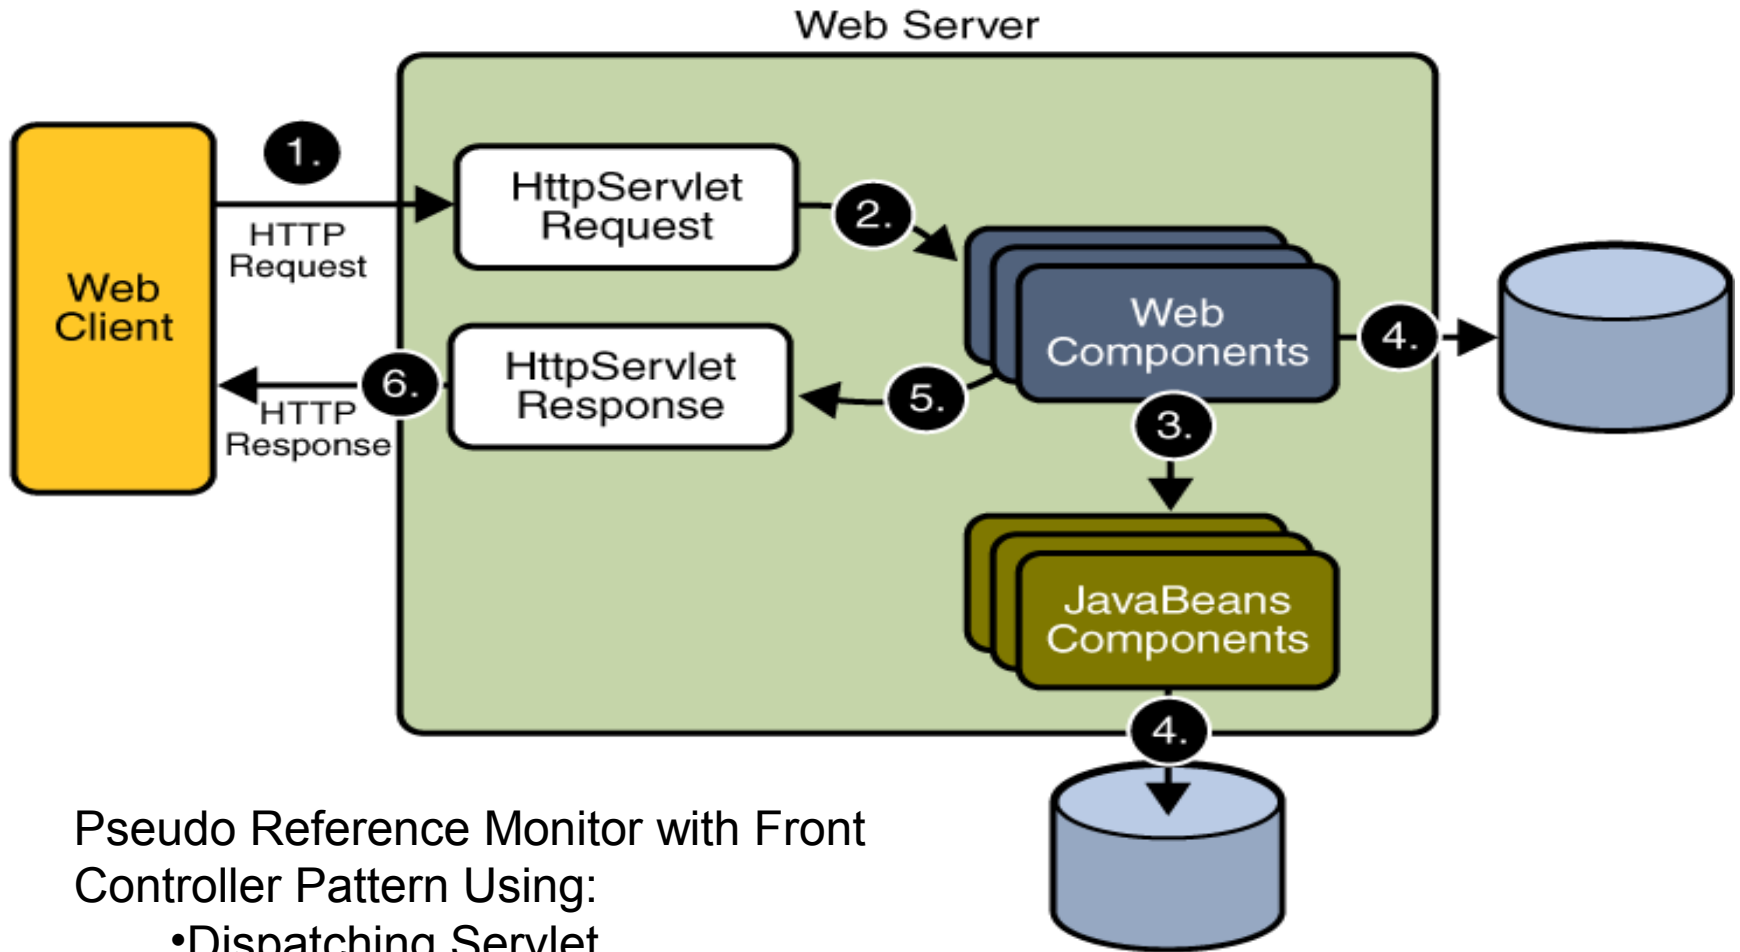 Web Server
1.
HttpServlet
Request
2.
HTTP
Request
Web
Client
Web
Components
4.
HttpServlet
Response
5.
6.
HTTP
Response
3.
JavaBeans
Components
4.
Pseudo Reference Monitor with Front
Controller Pattern Using:
•Dispatching Servlet